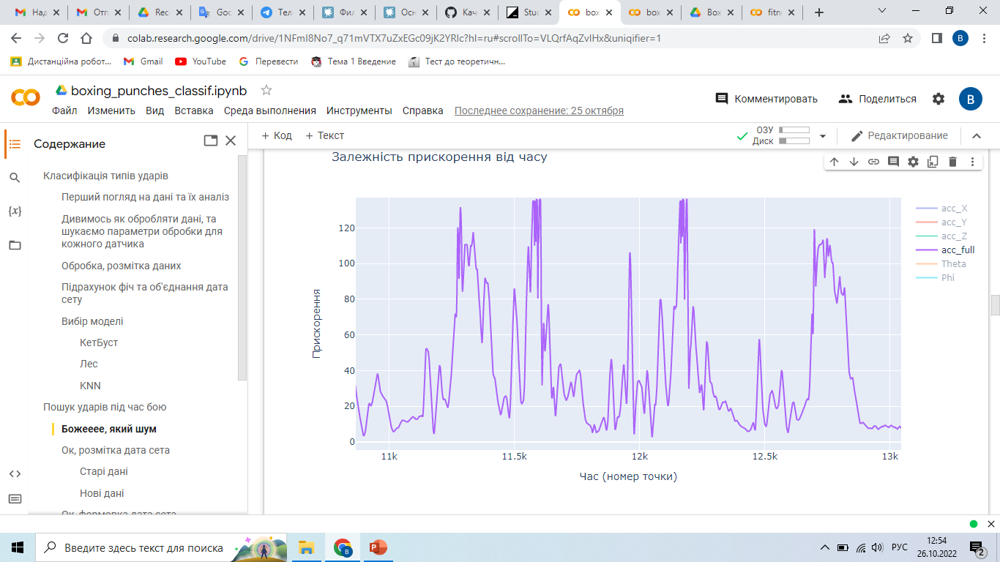 Над
Отп
Rec
Goc
Теле
Фил
Осн
Кач
Stud
box
box
Box
fitn
colab.research.google.com/drive/1NFmI8No7_q71mVTX7uZxEGc09jK2YRlc?hl=ru#scrollTo=VLQrfAqZvIHx&uniqifier=1
B
Дистанційна робот...
Gmail
YouTube
Перевести
Тема 1 Введение
Тест до теоретичн...
boxing_punches_classif.ipynb
Комментировать
Поделиться
B
Файл Изменить Вид Вставка Среда выполнения Инструменты Справка Последнее сохранение: 25 октября
Содержание
+ Код + Текст
ОЗУ
Диск
Редактирование
Класифікація типів ударів
Перший погляд на дані та їх аналіз
Дивимось як обробляти дані, та
шукаємо параметри обробки для
кожного датчика
Обробка, розмітка даних
Підрахунок фіч та об'єднання дата
сету
Вибір моделі
КетБуст
Лес
KNN
Пошук ударів під час бою
Божееее, який шум
Ок, розмітка дата сета
Старі дані
Нові дані
Ок, формовка дата сета
{x}
Залежність прискорення від часу
acc_X
acc_Y
acc_Z
acc_full
Theta
Phi
Прискорення
120
100
80
60
40
20
0
11k
11.5k
12k
12.5k
13k
Час (номер точки)
Введите здесь текст для поиска
B
РУС
12:54
26.10.2022
2